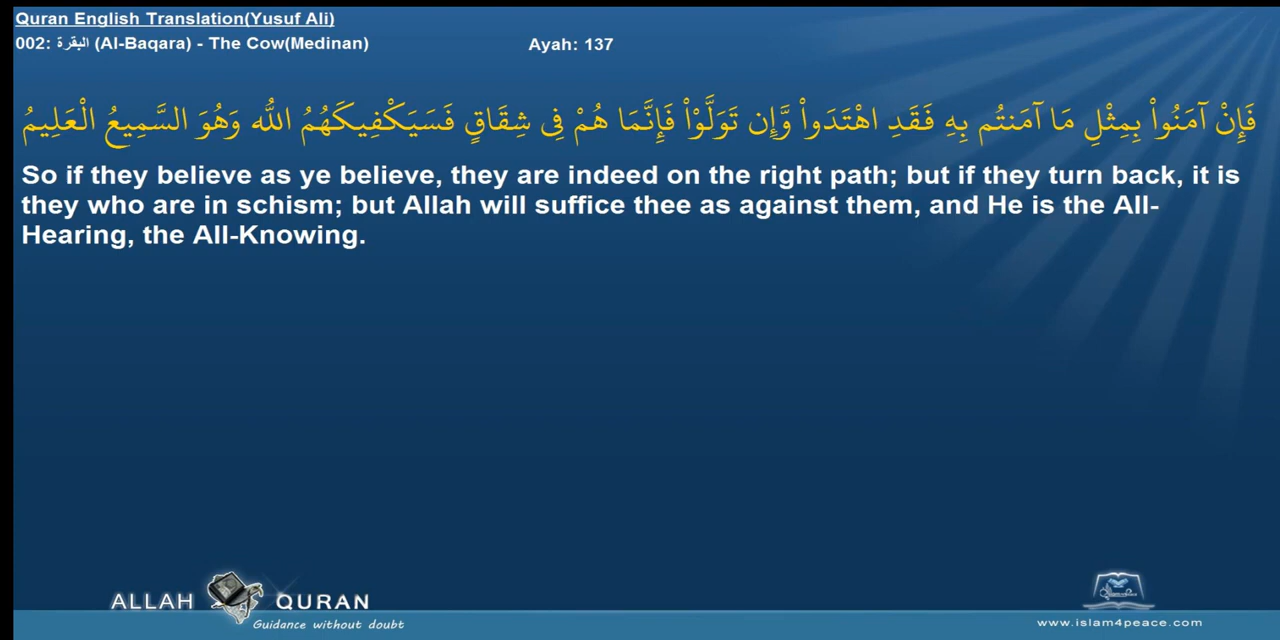 Quran English Translation(Yusuf Ali)
002: البقرة (Al-Baqara) - The Cow(Medinan) Ayah: 137
فَإِنْ آمَنُواْ بِمِثْلِ مَا آمَنتُم بِهِ فَقَدِ اهْتَدَواْ وَّإِن تَوَلَّوْاْ فَإِنَّمَا هُمْ فِي شِقَاقٍ فَسَيَكْفِيكَهُمُ اللّهُ وَهُوَ السَّمِيعُ الْعَلِيمُ
So if they believe as ye believe, they are indeed on the right path; but if they turn back, it is
they who are in schism; but Allah will suffice thee as against them, and He is the All-
Hearing, the All-Knowing.
ALLAH QURAN
Guidance without doubt
www.islam4peace.com